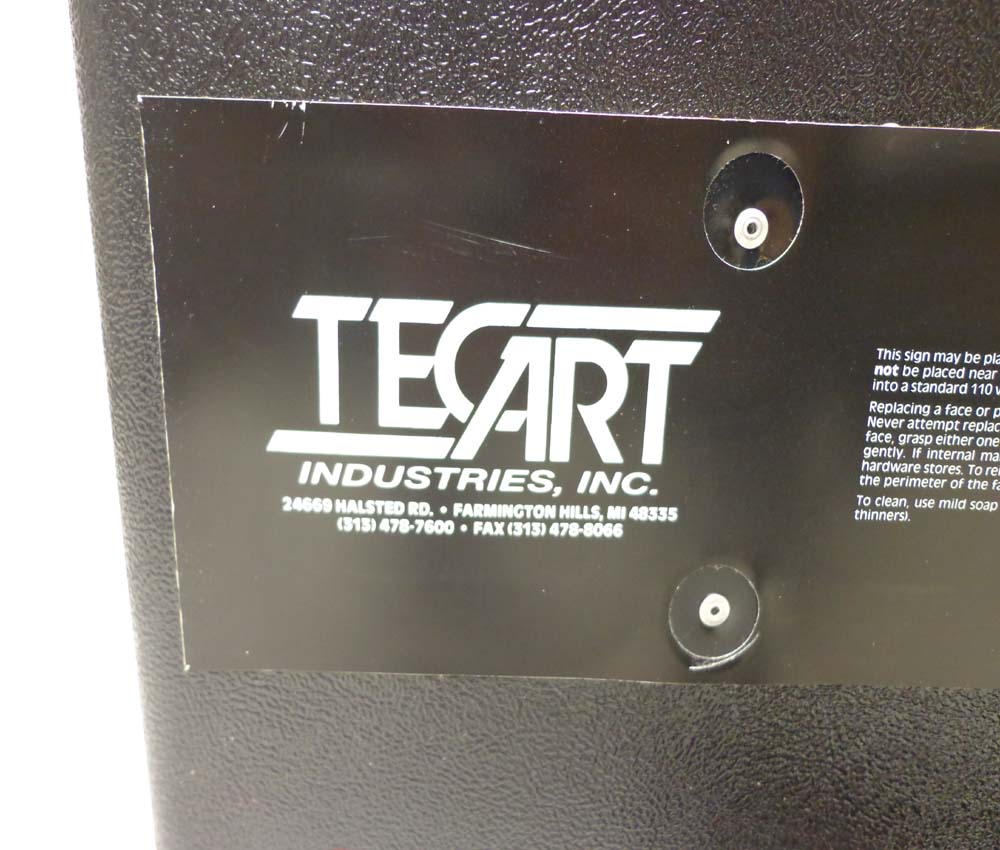 TECART
INDUSTRIES, INC.
24669 HALSTED RD. • FARMINGTON HILLS, MI 48335
(313) 478-7600 • FAX (313) 478-8066
This sign may be pla
not be placed near
into a standard 110 v
Replacing a face or p
Never attempt replac
face, grasp either one
gently. If internal ma
hardware stores. To re
the perimeter of the fa
To clean, use mild soap
thinners).